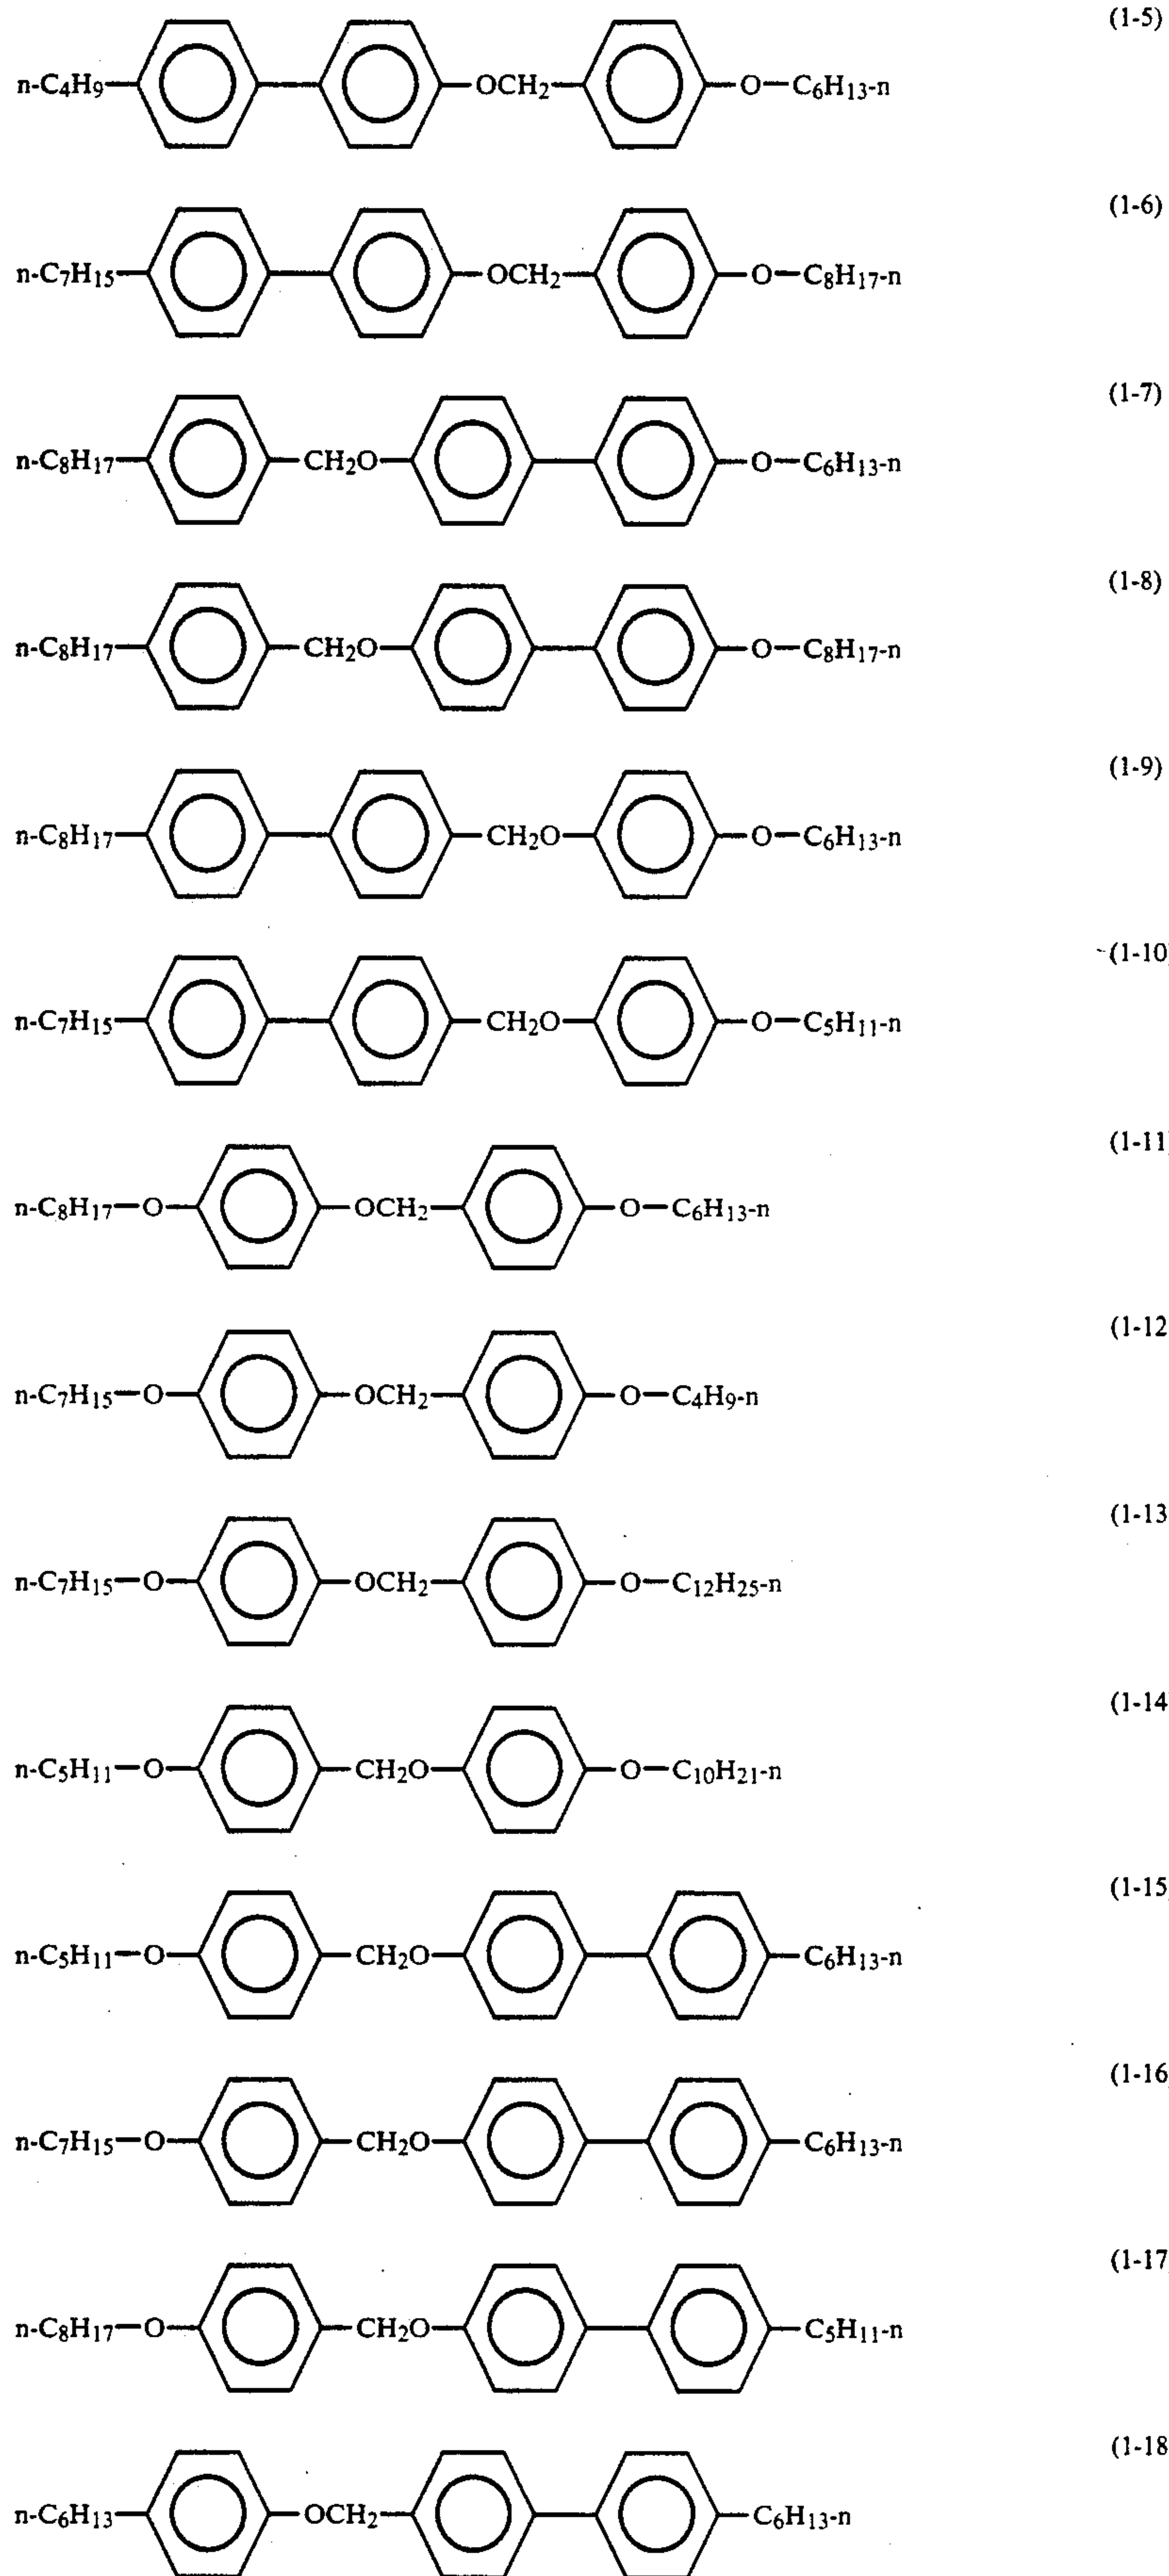 (1-5)
n-C4H9 OCH2 O C6H13-n
(1-6)
n-C7H15 OCH2 O C8H17-n
(1-7)
n-C8H17 CH2O O C6H13-n
(1-8)
n-C8H17 CH2O O C8H17-n
(1-9)
n-C8H17 CH2O O C6H13-n
(1-10)
n-C7H15 CH2O O C5H11-n
(1-11)
n-C8H17 O OCH2 O C6H13-n
(1-12
n-C7H15 O OCH2 O C4H9-n
(1-13
n-C7H15 O OCH2 O C12H25-n
(1-14
n-C5H11 O CH2O O C10H21-n
(1-15
n-C5H11 O CH2O C6H13-n
(1-16
n-C7H15 O CH2O C6H13-n
(1-17
n-C8H17 O CH2O C5H11-n
(1-18
n-C6H13 OCH2 C6H13-n